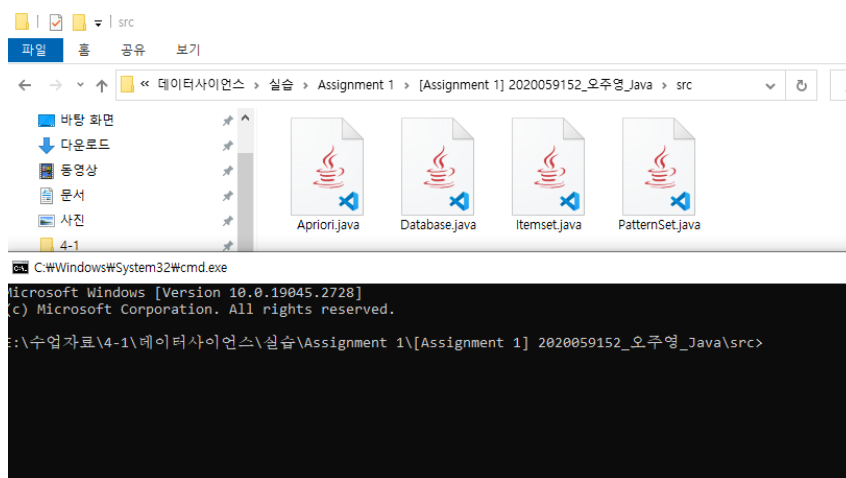 src
파일 홈 공유 보기
« 데이터사이언스 › 실습 › Assignment 1 › [Assignment 1] 2020059152_오주영_Java › src
바탕 화면
다운로드
동영상
문서
사진
4-1
Apriori.java Database.java Itemset.java PatternSet.java
C:₩Windows₩System32₩cmd.exe
Microsoft Windows [Version 10.0.19045.2728]
(c) Microsoft Corporation. All rights reserved.
E:\수업자료\4-1\데이터사이언스\실습\Assignment 1\[Assignment 1] 2020059152_오주영_Java\src>